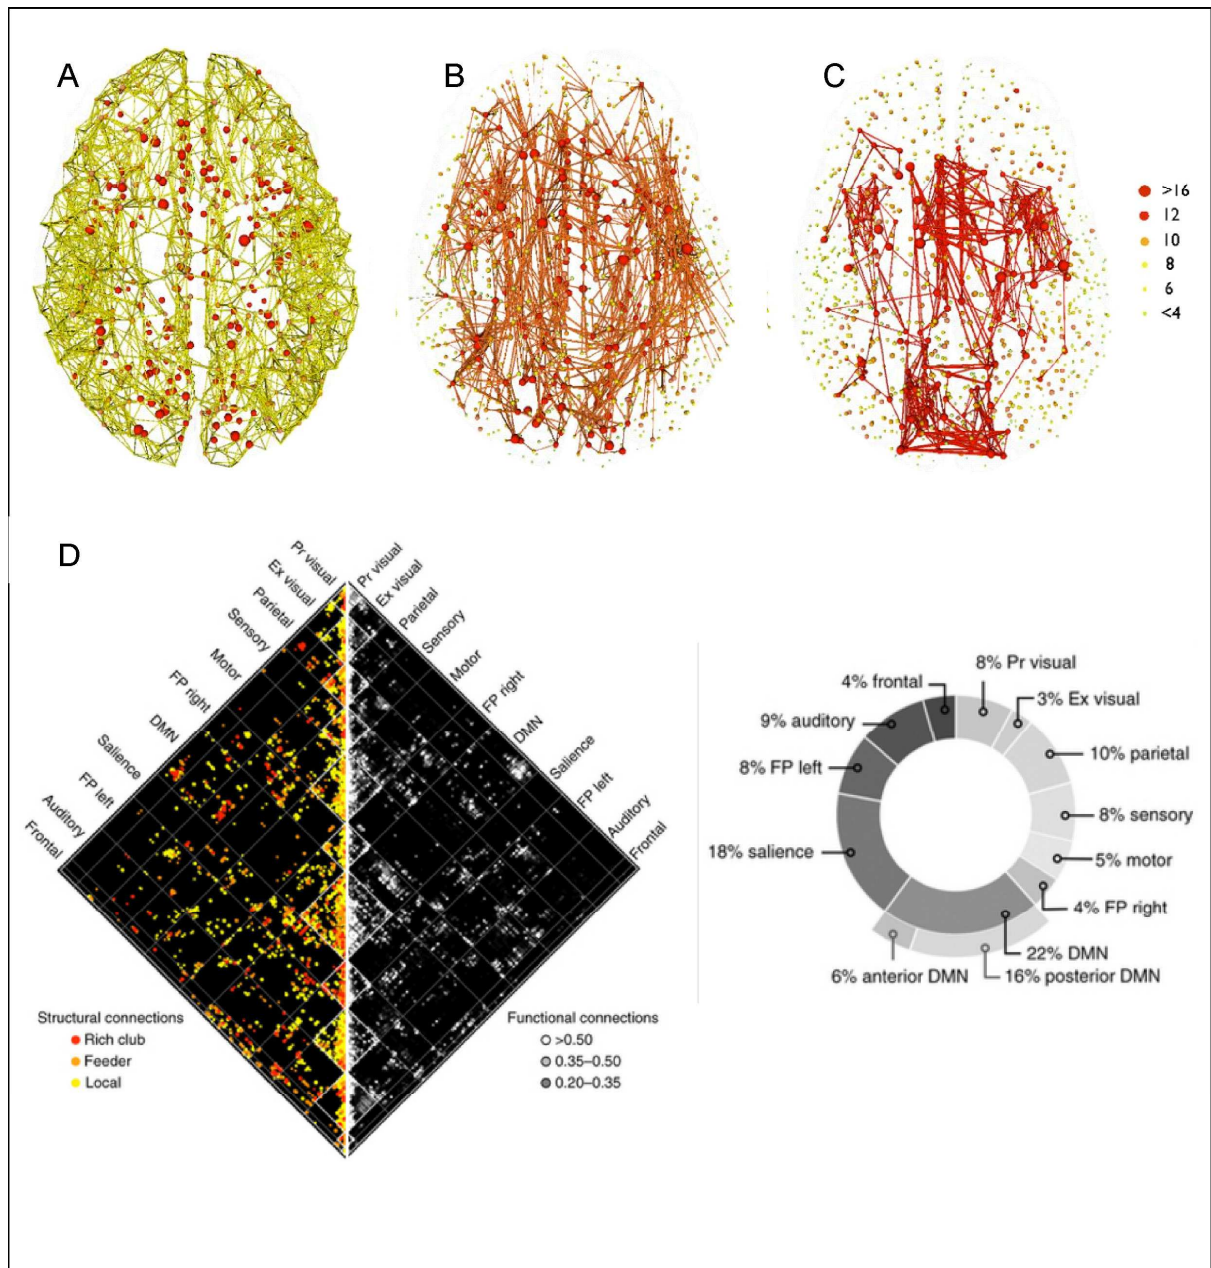 A
B
C
>16
12
10
8
6
<4
D
Pr visual
Ex visual
Parietal
Sensory
Motor
FP right
DMN
Salience
FP left
Auditory
Frontal
Pr visual
Ex visual
Parietal
Sensory
Motor
FP right
DMN
Salience
FP left
Auditory
Frontal
Structural connections
Rich club
Feeder
Local
Functional connections
>0.50
0.35–0.50
0.20–0.35
8% Pr visual
4% frontal
3% Ex visual
9% auditory
10% parietal
8% FP left
8% sensory
18% salience
5% motor
4% FP right
22% DMN
6% anterior DMN
16% posterior DMN